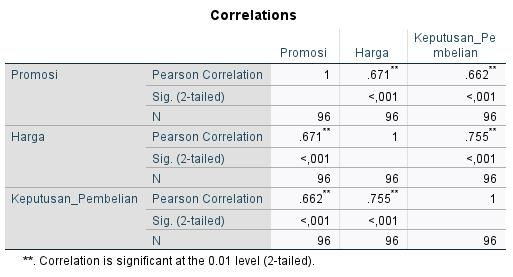 Correlations
Promosi Harga Keputusan_Pe
mbelian
Promosi Pearson Correlation 1 .671** .662**
Sig. (2-tailed) <,001 <,001
N 96 96 96
Harga Pearson Correlation .671** 1 .755**
Sig. (2-tailed) <,001 <,001
N 96 96 96
Keputusan_Pembelian Pearson Correlation .662** .755** 1
Sig. (2-tailed) <,001 <,001
N 96 96 96
**. Correlation is significant at the 0.01 level (2-tailed).